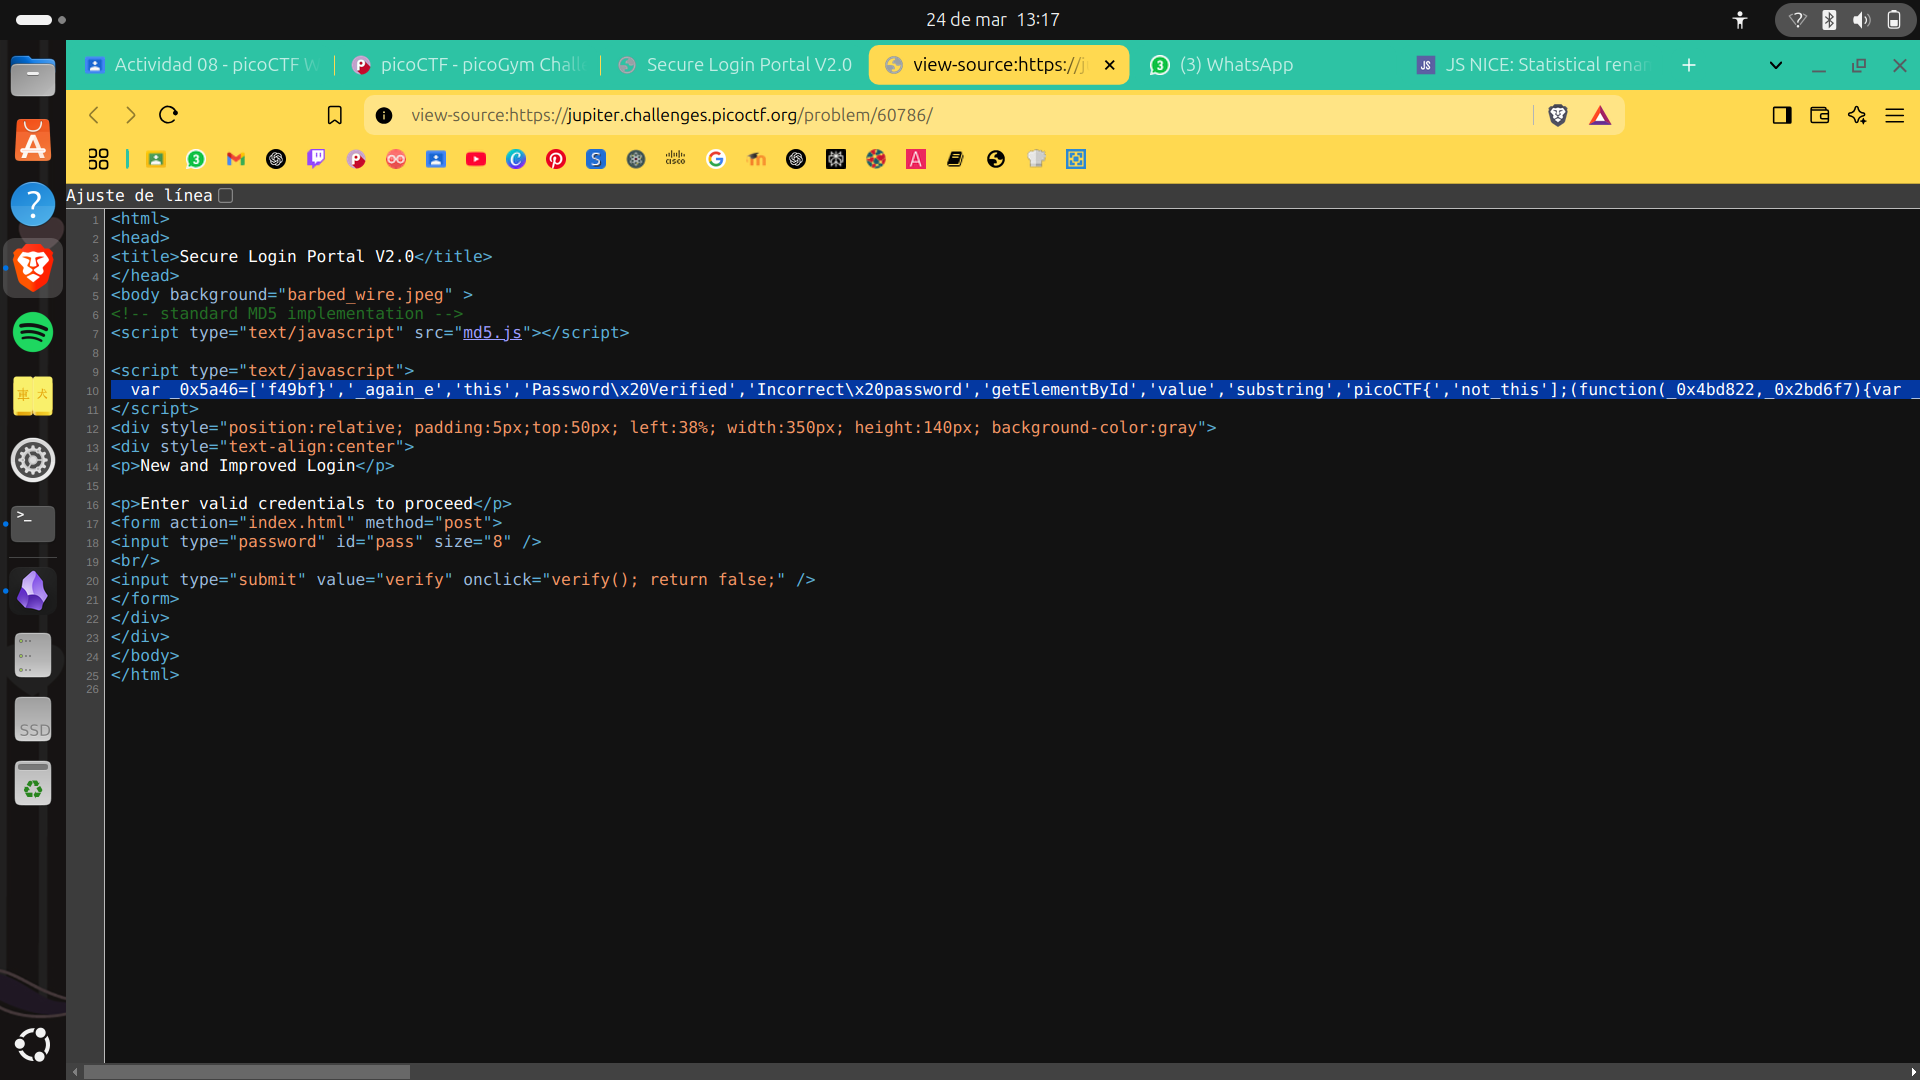 24 de mar 13:17
Actividad 08 - picoCTF W
picoCTF - picoGym Chall
Secure Login Portal V2.0
view-source:https://j
(3) WhatsApp
JS NICE: Statistical renam
view-source:https://jupiter.challenges.picoctf.org/problem/60786/
Ajuste de línea
1 <html>
2 <head>
3 <title>Secure Login Portal V2.0</title>
4 </head>
5 <body background="barbed_wire.jpeg" >
6 <!-- standard MD5 implementation -->
7 <script type="text/javascript" src="md5.js"></script>
8
9 <script type="text/javascript">
10 var _0x5a46=['f49bf}','_again_e','this','Password\x20Verified','Incorrect\x20password','getElementById','value','substring','picoCTF{','not_this'];(function(_0x4bd822,_0x2bd6f7){var _
11 </script>
12 <div style="position:relative; padding:5px;top:50px; left:38%; width:350px; height:140px; background-color:gray">
13 <div style="text-align:center">
14 <p>New and Improved Login</p>
15
16 <p>Enter valid credentials to proceed</p>
17 <form action="index.html" method="post">
18 <input type="password" id="pass" size="8" />
19 <br/>
20 <input type="submit" value="verify" onclick="verify(); return false;" />
21 </form>
22 </div>
23 </div>
24 </body>
25 </html>
26
SSD